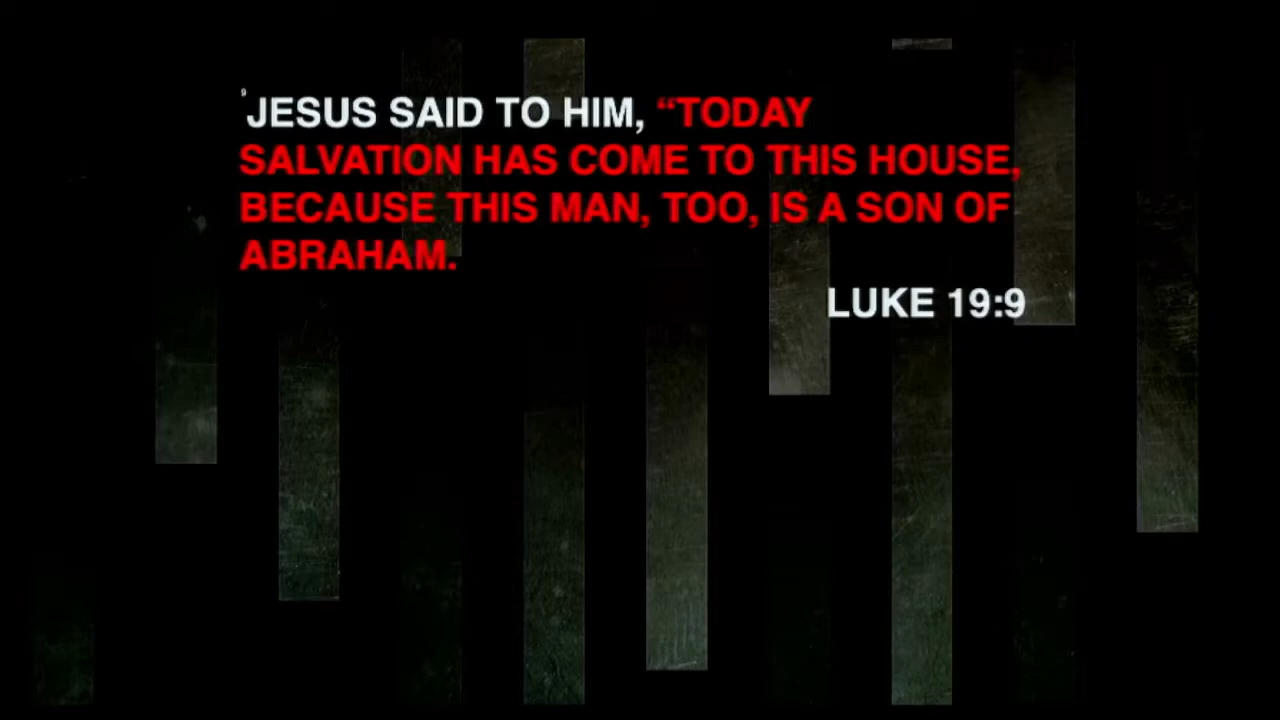 ⁹JESUS SAID TO HIM, “TODAY
SALVATION HAS COME TO THIS HOUSE,
BECAUSE THIS MAN, TOO, IS A SON OF
ABRAHAM.
LUKE 19:9